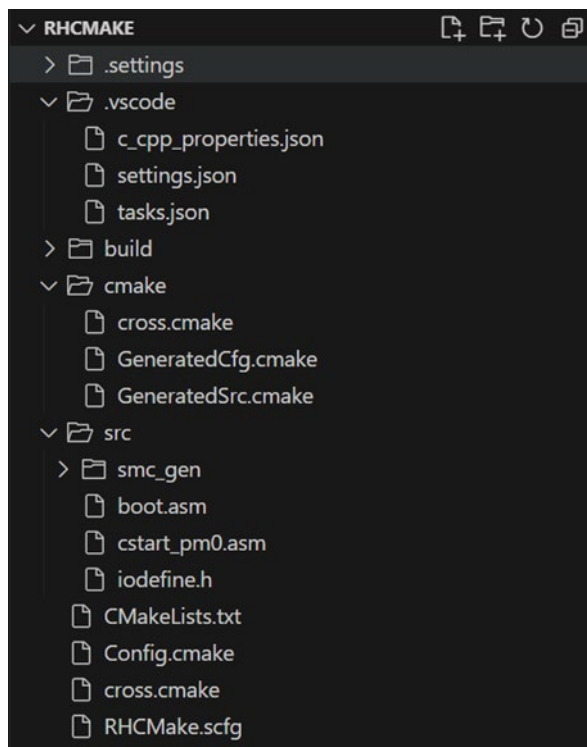 RHCMAKE
.settings
.vscode
c_cpp_properties.json
settings.json
tasks.json
build
cmake
cross.cmake
GeneratedCfg.cmake
GeneratedSrc.cmake
src
smc_gen
boot.asm
cstart_pm0.asm
iodefine.h
CMakeLists.txt
Config.cmake
cross.cmake
RHCMake.scfg